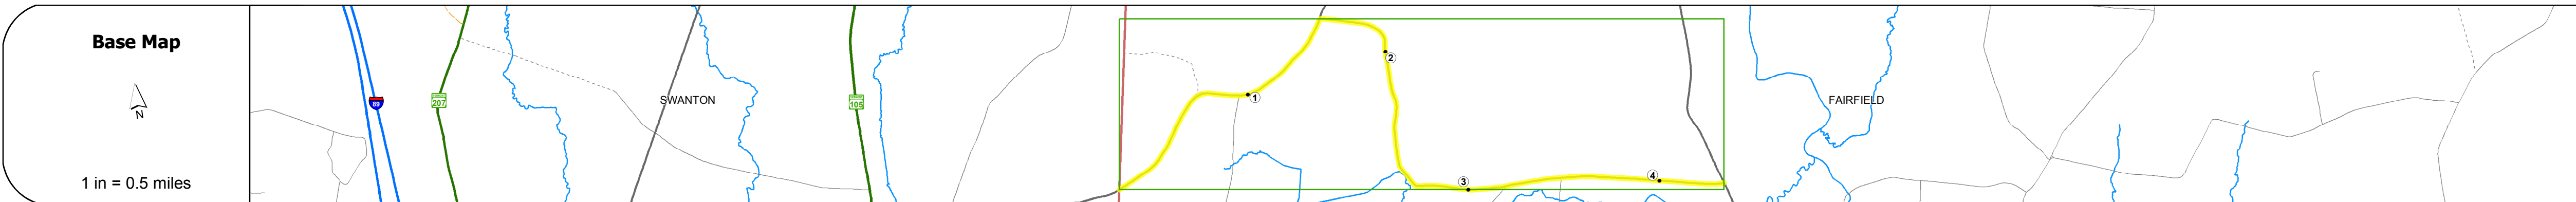 Base Map
N
1 in = 0.5 miles
89
207
SWANTON
105
1
2
3
4
FAIRFIELD